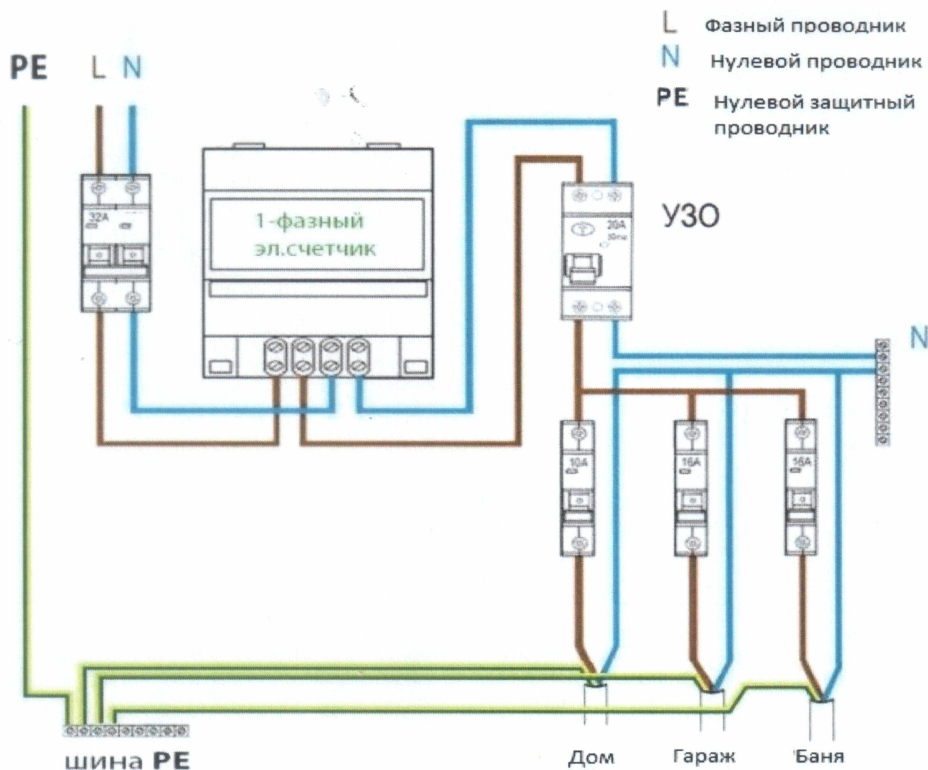 L Фазный проводник
N Нулевой проводник
PE Нулевой защитный
проводник
PE L N
32A
1-фазный
эл.счетчик
20A
УЗО
N
10A
16A
16A
шина PE
Дом
Гараж
Баня